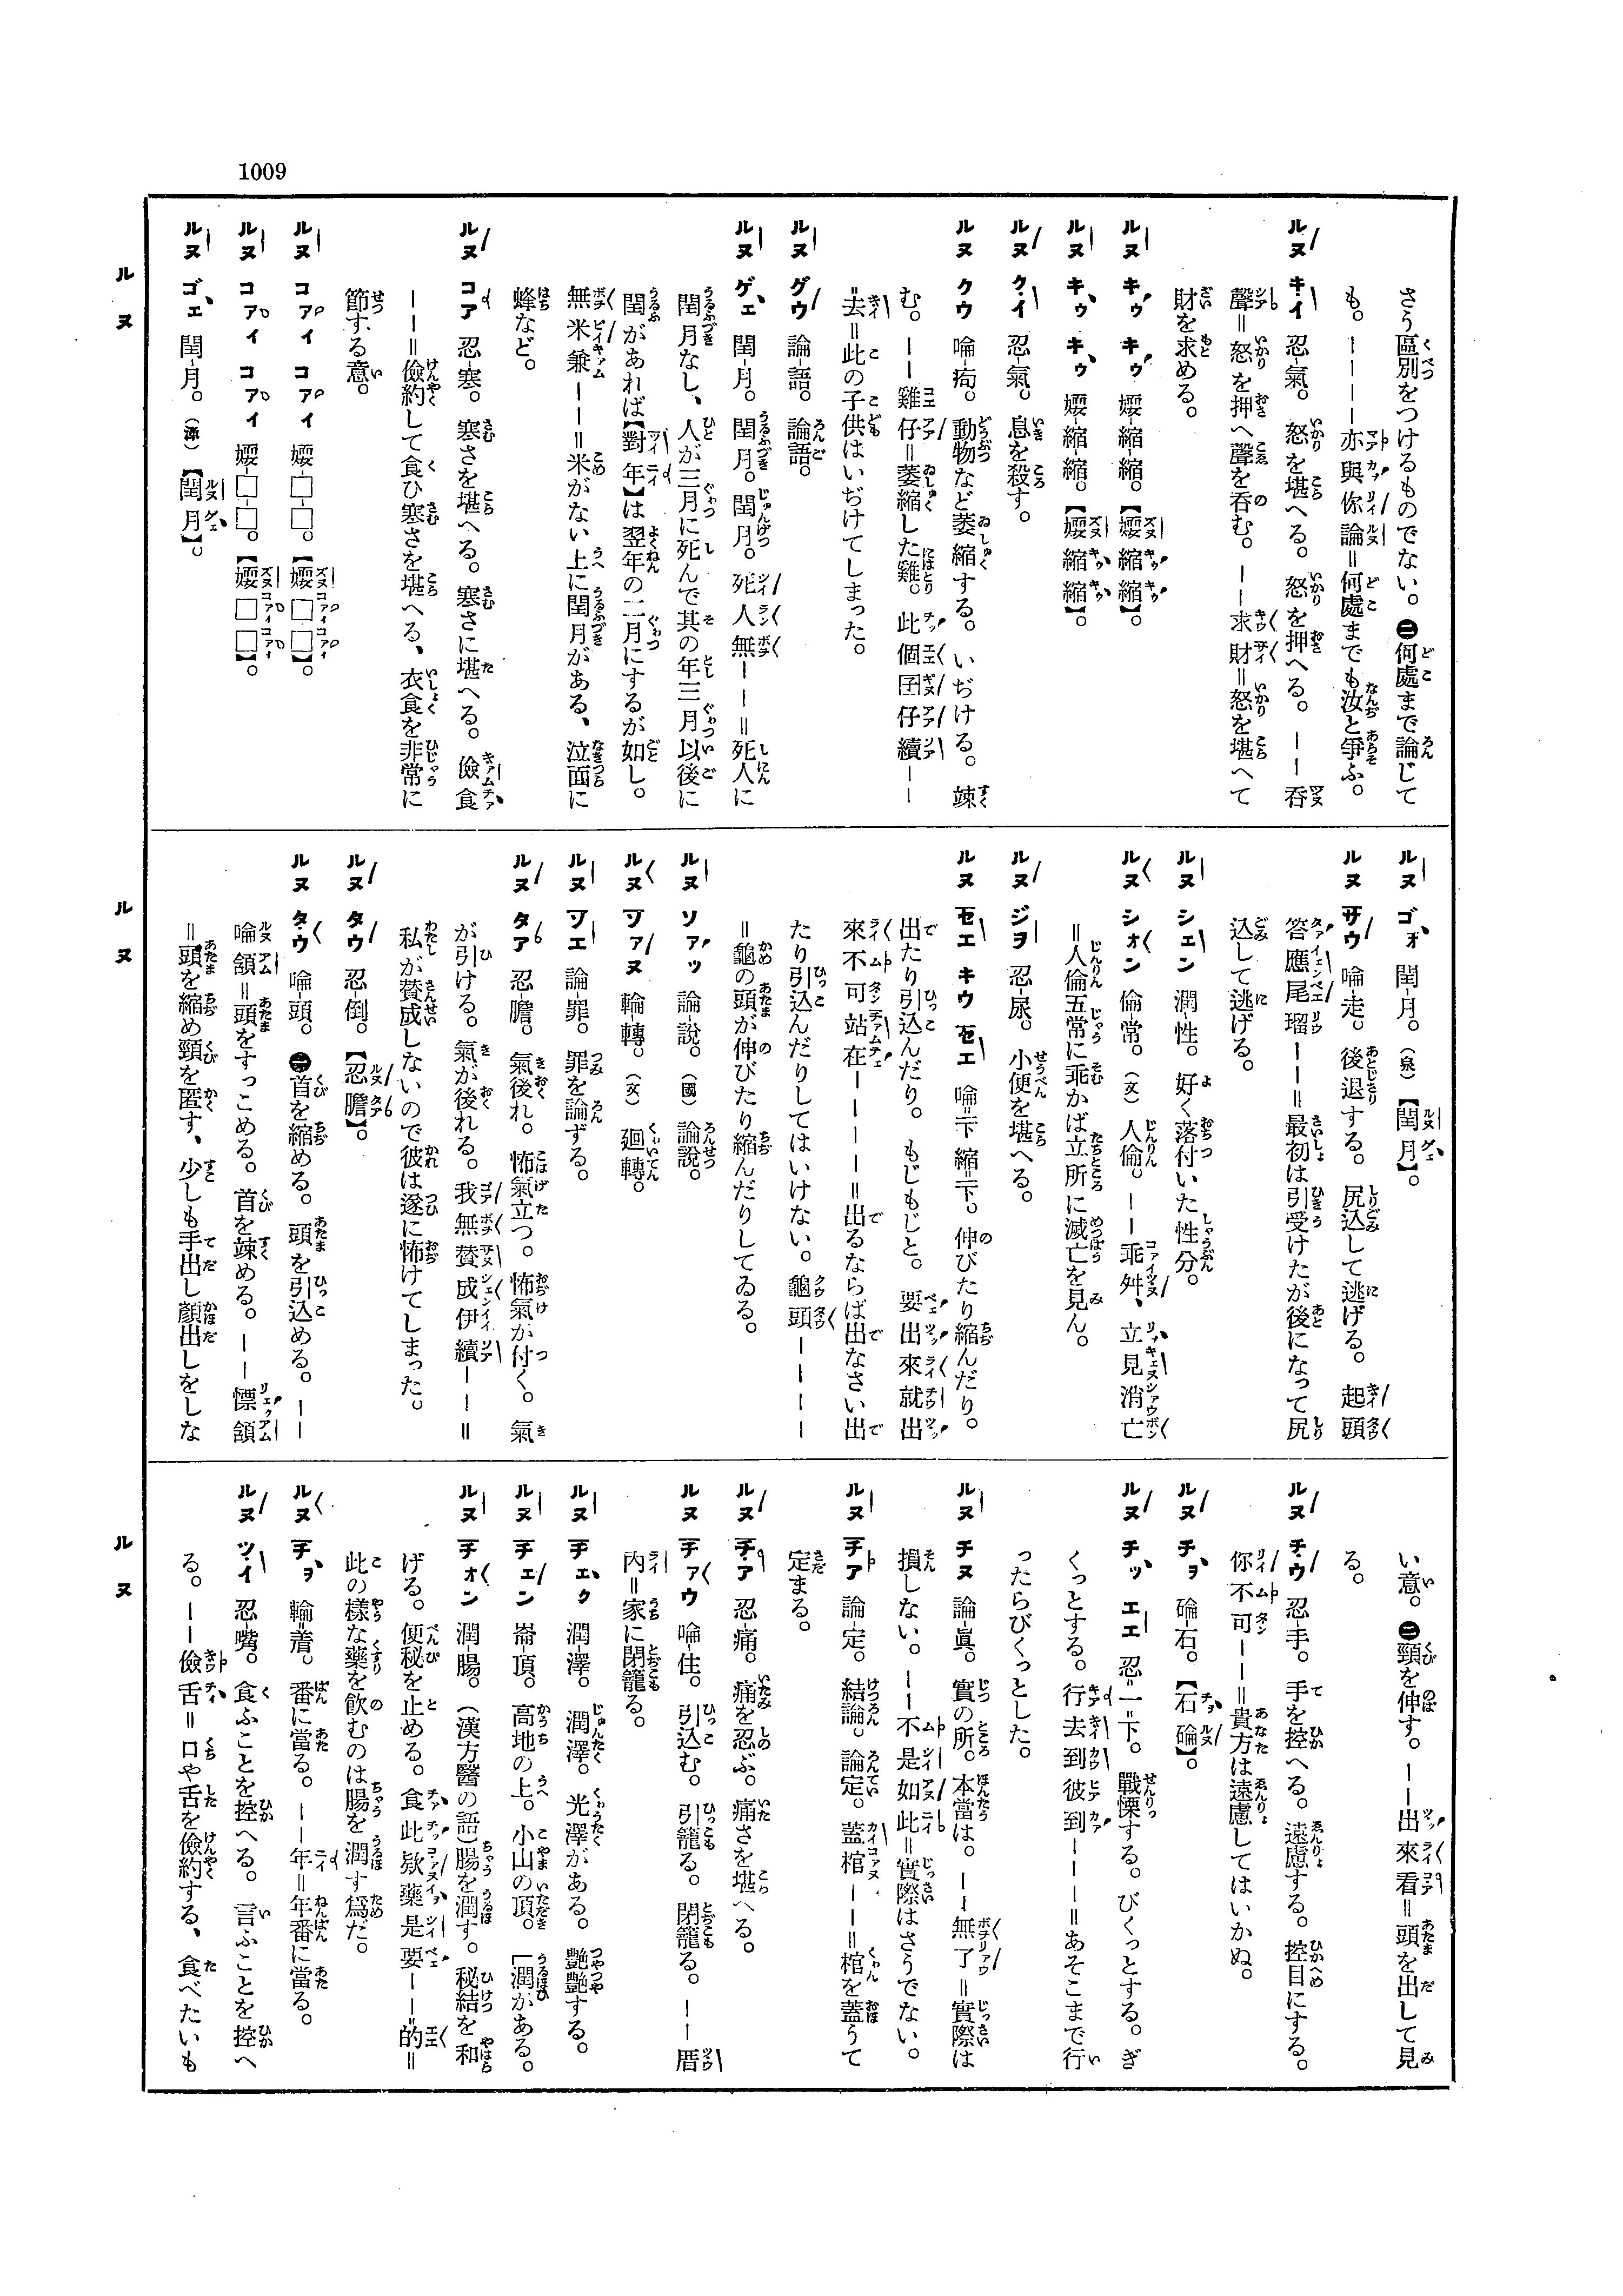 1009
さう區別をつけるものでない。㊁何處まで論じて
も。－－－－亦與你論＝何處までも汝と爭ふ。
ルヌ キイ 忍-氣。怒を堪へる。怒を押へる。－－呑
聲＝怒を押へ聲を呑む。－－求財＝怒を堪へて
財を求める。
ルヌ キゥ キゥ 㜛-縮-縮。【㜛縮縮】。
ルヌ キゥ キゥ 㜛-縮-縮。【㜛縮縮】。
ルヌ クイ 忍-氣。息を殺す。
ルヌ クウ 喩-痀。動物など萎縮する。いぢける。竦
む。－－雞仔＝萎縮した雞。此個囝仔續－－
去＝此の子供はいぢけてしまった。
ルヌ グウ 論-語。論語。
ルヌ ゲェ 閏-月。閏月。閏月。死人無－－＝死人に
閏月なし、人が三月に死んで其の年三月以後に
閏があれば【對年】は翌年の二月にするが如し。
無米兼－－＝米がない上に閏月がある、泣面に
蜂など。
ルヌ コア 忍-寒。寒さを堪へる。寒さに堪へる。儉食
－－＝儉約して食ひ寒さを堪へる、衣食を非常に
節する意。
ルヌ コアイ コアイ 㜛-□-□。【㜛□□】。
ルヌ コアイ コアイ 㜛-□-□。【㜛□□】。
ルヌ ゴェ 閏-月。（漳）【閏月】。
ルヌ
ルヌ ゴォ 閏-月。（泉）【閏月】。
ルヌ サウ 喩-走。後退する。尻込して逃げる。起頭
答應尾瑠－－＝最初は引受けたが後になって尻
込して逃げる。
ルヌ シェン 潤-性。好く落付いた性分。
ルヌ シォン 倫-常。（文）人倫。－－乖舛、立見消亡
＝人倫五常に乖かば立所に滅亡を見ん。
ルヌ ジヲ 忍-尿。小便を堪へる。
ルヌ セエ キウ セエ 喩=下 縮=下。伸びたり縮んだり。
出たり引込んだり。もじもじと。要出來就出
來不可站在－－－－＝出るならば出なさい出
たり引込んだりしてはいけない。龜頭－－－－
＝龜の頭が伸びたり縮んだりしてゐる。
ルヌ ソァッ 論-說。（國）論說。
ルヌ ツァヌ 輪-轉。（文）廻轉。
ルヌ ツエ 論-罪。罪を論ずる。
ルヌ タア 忍-膽。氣後れ。怖氣立つ。怖氣が付く。氣
が引ける。氣が後れる。我無贊成伊續－－＝
私が贊成しないので彼は遂に怖けてしまった。
ルヌ タウ 忍-倒。【忍膽】。
ルヌ タウ 喩-頭。㊀首を縮める。頭を引込める。－－
喩頷＝頭をすっこめる。首を竦める。－－慓頷
＝頭を縮め頸を匿す、少しも手出し顏出しをしな
ルヌ
い意。㊁頸を伸す。－－出來看＝頭を出して見
る。
ルヌ チウ 忍-手。手を控へる。遠慮する。控目にする。
你不可－－＝貴方は遠慮してはいかぬ。
ルヌ チヲ 碖-石。【石碖】。
ルヌ チッ エエ 忍-一-下。戰慄する。びくっとする。ぎ
くっとする。行去到彼到－－－＝あそこまで行
ったらびくっとした。
ルヌ チヌ 論-眞。實の所。本當は。－－無了＝實際は
損しない。－－不是如此＝實際はさうでない。
ルヌ チア 論-定。結論。論定。蓋棺－－＝棺を蓋うて
定まる。
ルヌ チア 忍-痛。痛を忍ぶ。痛さを堪へる。
ルヌ チァウ 喩-住。引込む。引籠る。閉籠る。－－厝
內＝家に閉籠る。
ルヌ チェク 潤-澤。潤澤。光澤がある。艷艷する。
ルヌ チェン 崙-頂。高地の上。小山の頂。「潤がある。
ルヌ チォン 潤-腸。（漢方醫の語）腸を潤す。秘結を和
げる。便秘を止める。食此欵藥是要－－的＝
此の樣な藥を飮むのは腸を潤す爲だ。
ルヌ チヲ 輪=着。番に當る。－－年＝年番に當る。
ルヌ ツイ 忍-嘴。食ふことを控へる。言ふことを控へ
る。－－儉舌＝口や舌を儉約する、食べたいも
ルヌ